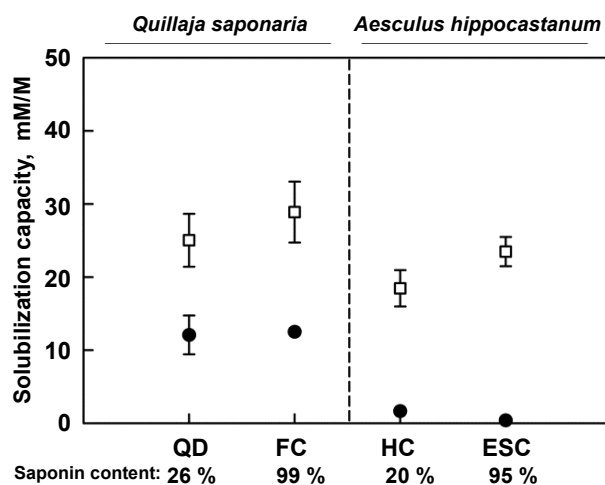 Quillaja saponaria Aesculus hippocastanum
Solubilization capacity, mM/M
50
40
30
20
10
0
QD FC HC ESC
Saponin content: 26 % 99 % 20 % 95 %